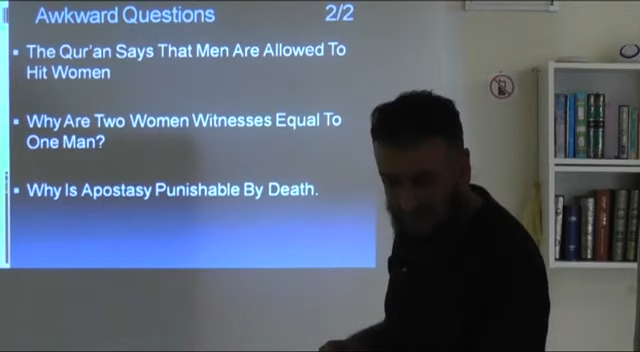 Awkward Questions 2/2
▪ The Qur'an Says That Men Are Allowed To
Hit Women
▪ Why Are Two Women Witnesses Equal To
One Man?
▪ Why Is Apostasy Punishable By Death.